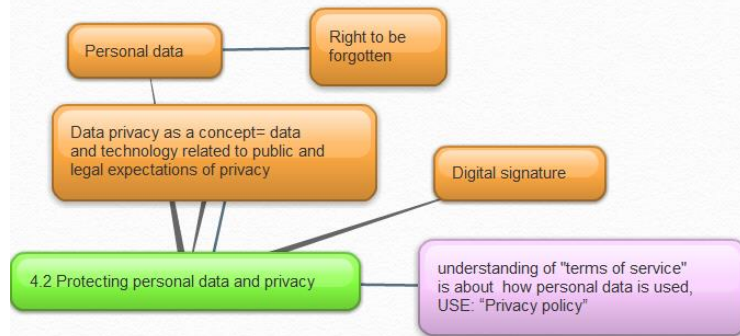 Personal data
Right to be
forgotten
Data privacy as a concept= data
and technology related to public and
legal expectations of privacy
Digital signature
4.2 Protecting personal data and privacy
understanding of "terms of service"
is about how personal data is used,
USE: “Privacy policy”